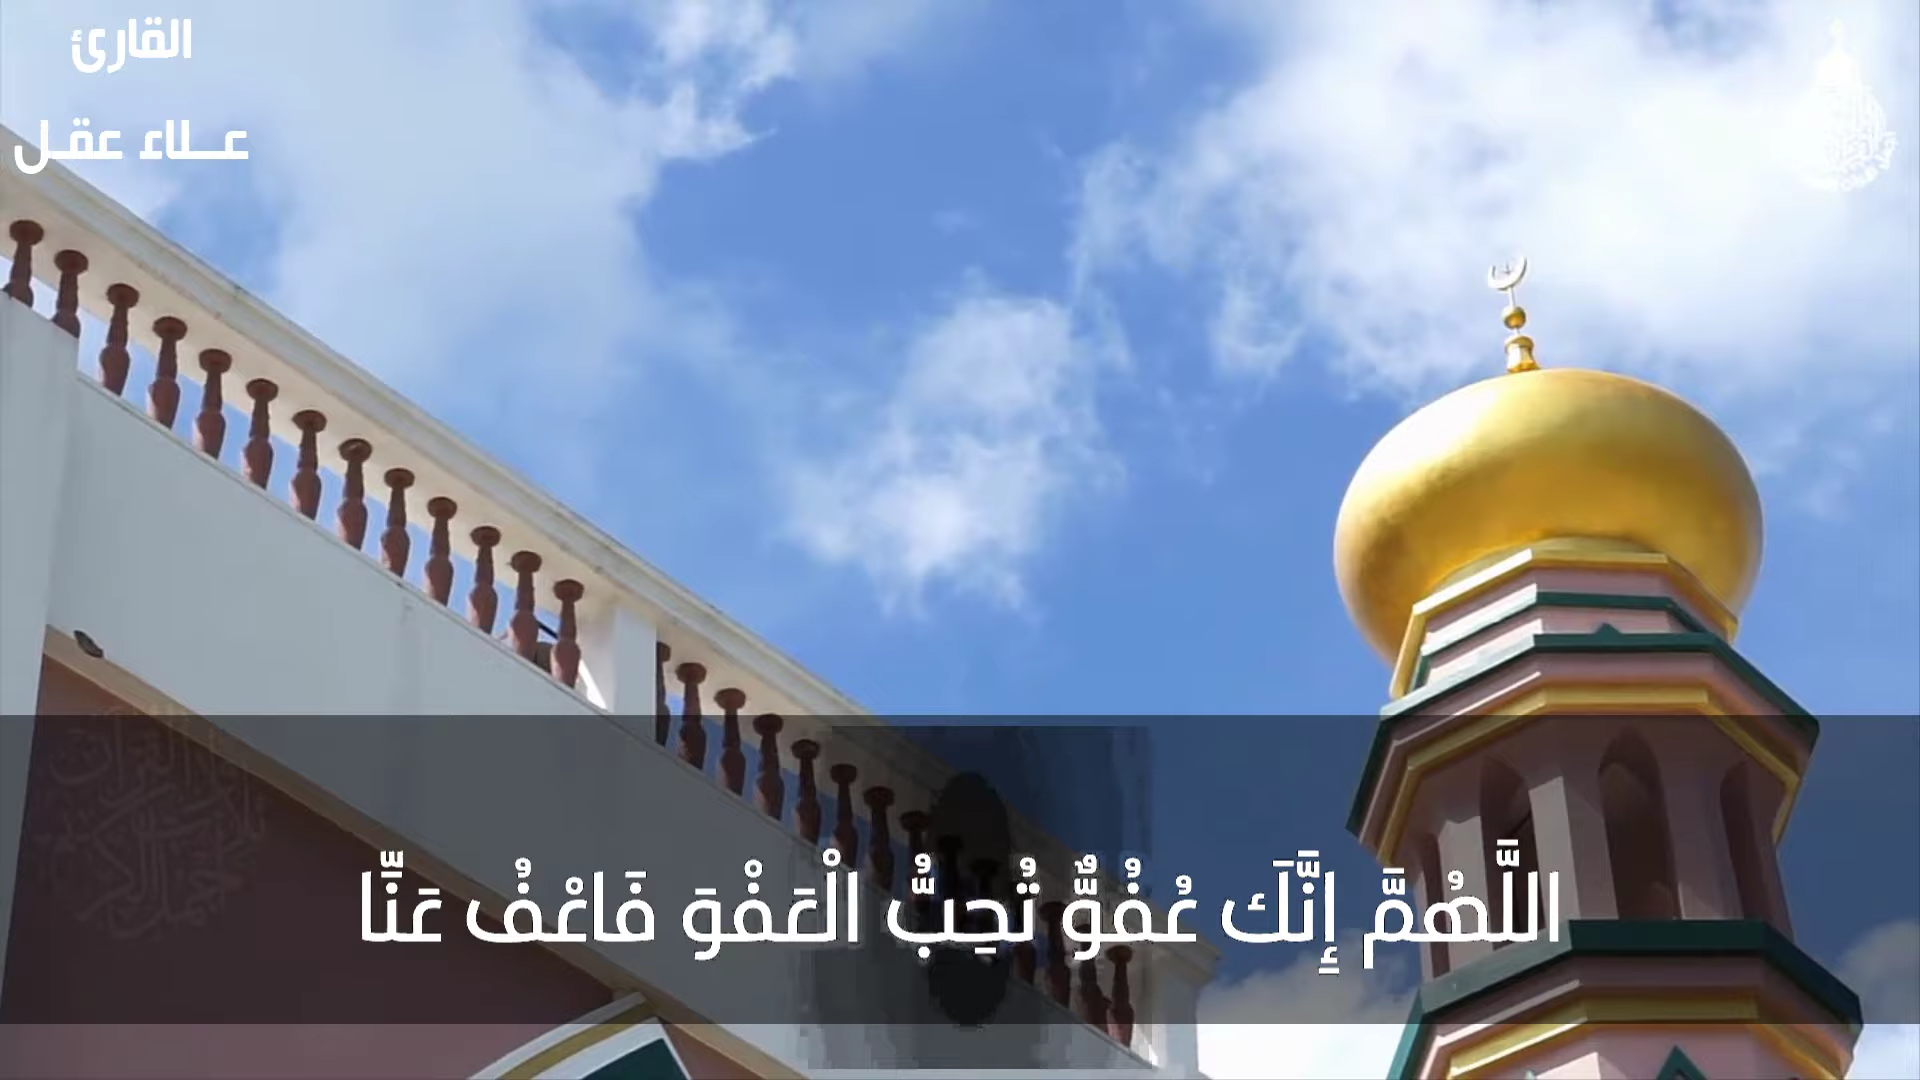 القارئ
عـــلاء عقـل
اللَّهُمَّ إِنَّكَ عُفُوٌّ تُحِبُّ الْعَفْوَ فَاعْفُ عَنَّا